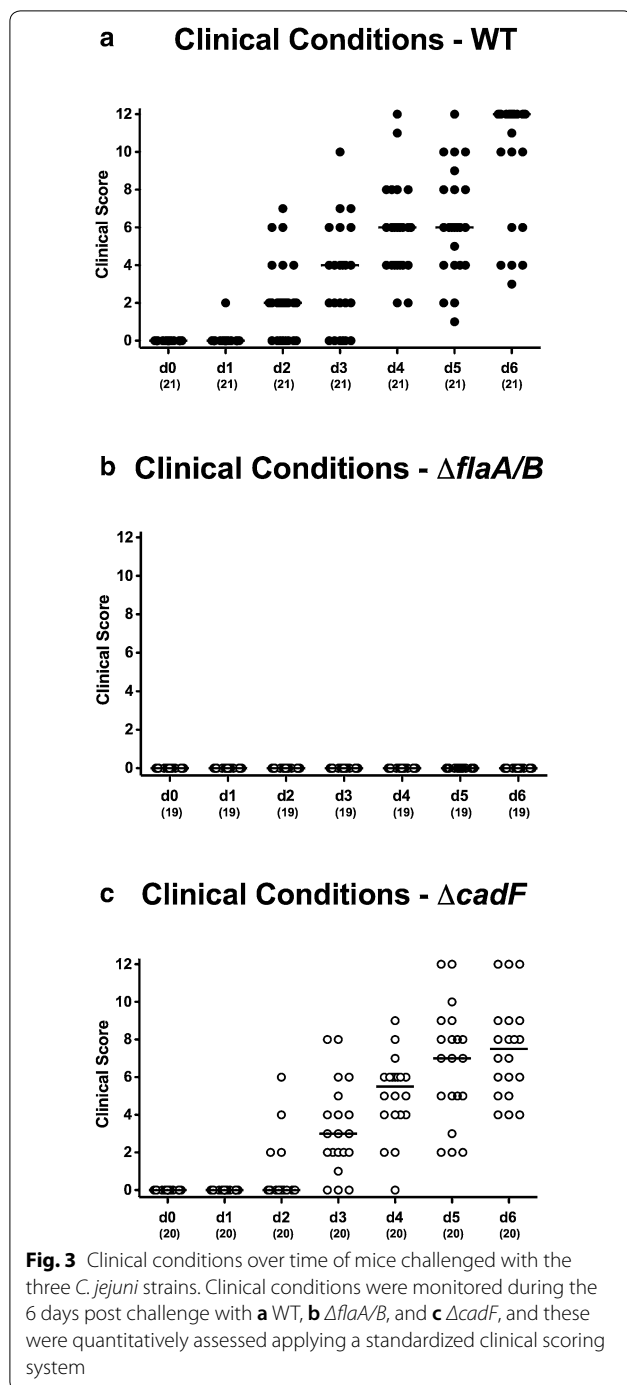 a Clinical Conditions - WT
Clinical Score
12
10
8
6
4
2
0
d0 d1 d2 d3 d4 d5 d6
(21) (21) (21) (21) (21) (21) (21)
b Clinical Conditions - ΔflaA/B
Clinical Score
12
10
8
6
4
2
0
d0 d1 d2 d3 d4 d5 d6
(19) (19) (19) (19) (19) (19) (19)
c Clinical Conditions - ΔcadF
Clinical Score
12
10
8
6
4
2
0
d0 d1 d2 d3 d4 d5 d6
(20) (20) (20) (20) (20) (20) (20)
Fig. 3 Clinical conditions over time of mice challenged with the
three C. jejuni strains. Clinical conditions were monitored during the
6 days post challenge with a WT, b ΔflaA/B, and c ΔcadF, and these
were quantitatively assessed applying a standardized clinical scoring
system